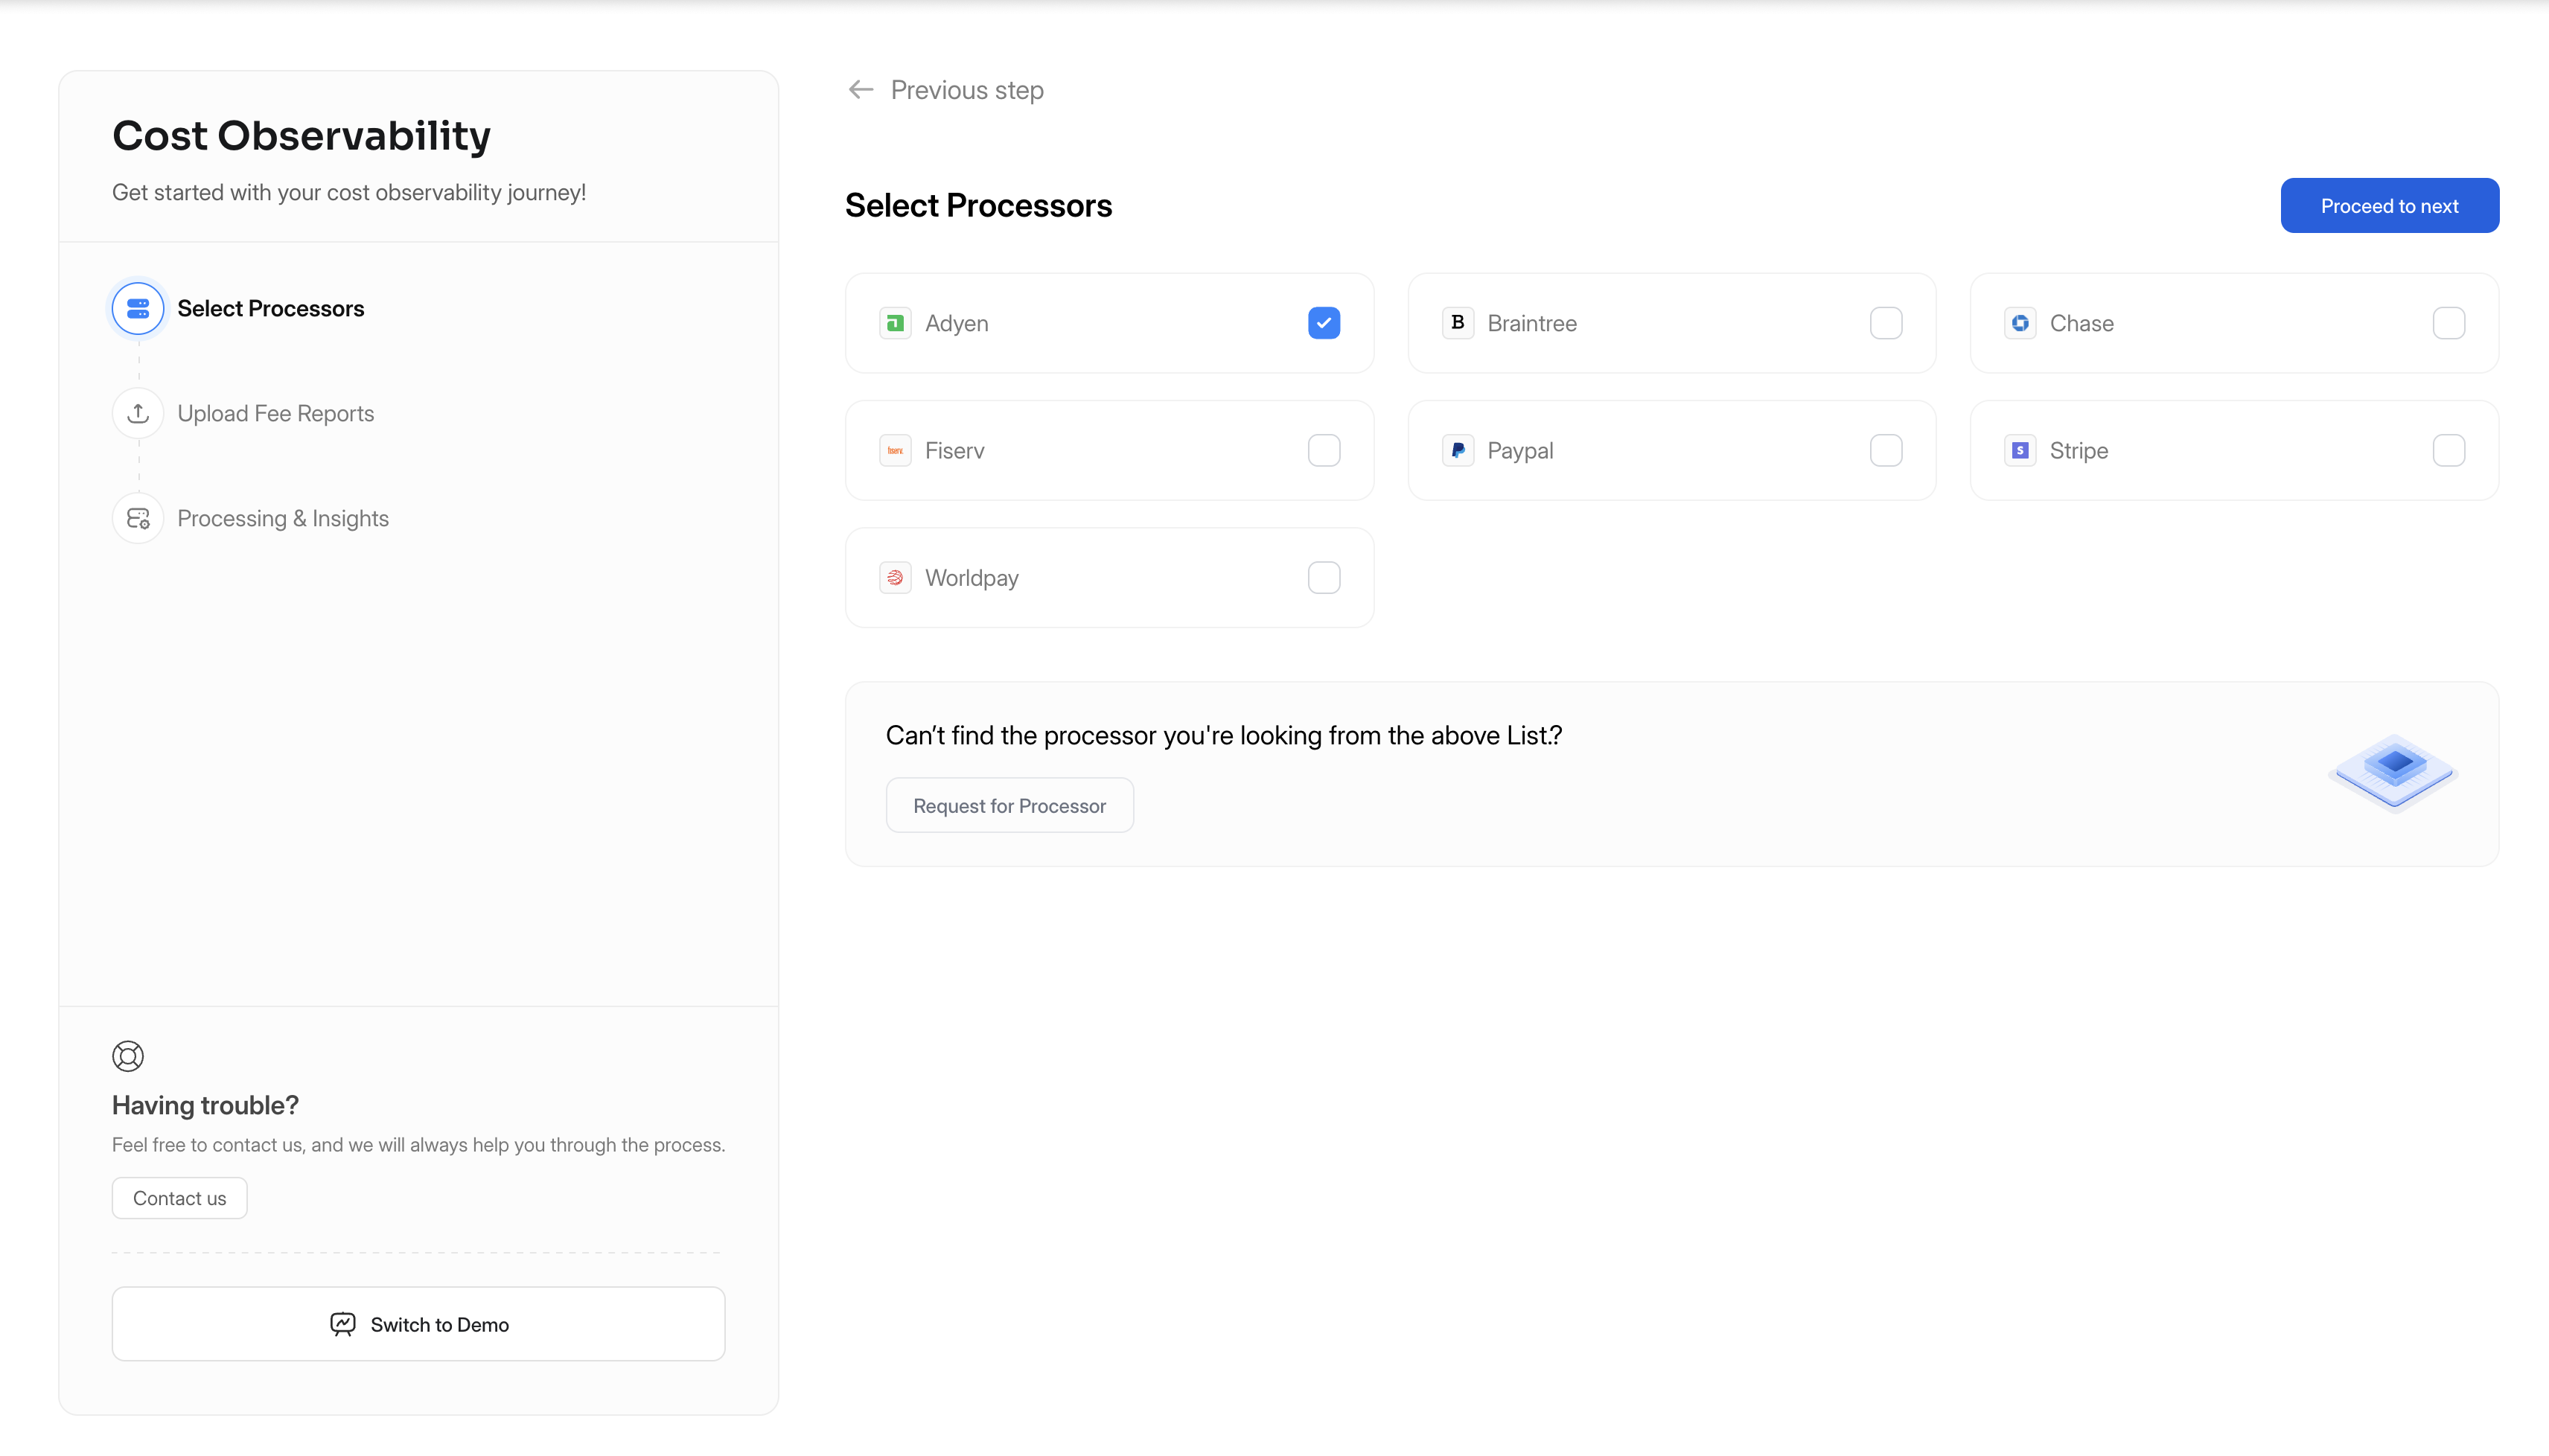 Cost Observability
Get started with your cost observability journey!
Select Processors
Upload Fee Reports
Processing & Insights
Having trouble?
Feel free to contact us, and we will always help you through the process.
Contact us
Switch to Demo
Previous step
Select Processors
Proceed to next
Adyen
B Braintree
Chase
fiserv. Fiserv
Paypal
S Stripe
Worldpay
Can’t find the processor you're looking from the above List.?
Request for Processor